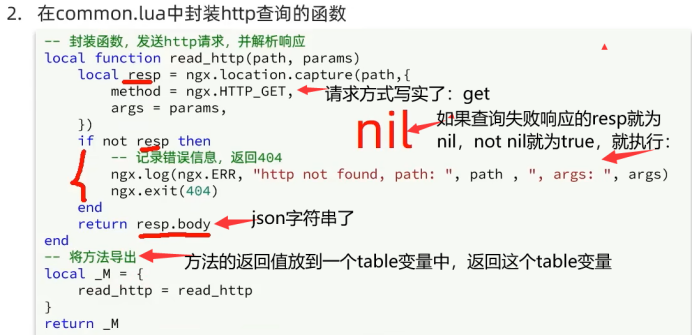 2. 在common.lua中封装http查询的函数
-- 封装函数，发送http请求，并解析响应
local function read_http(path, params)
local resp = ngx.location.capture(path,{
method = ngx.HTTP_GET, 请求方式写实了：get
args = params,
})
nil 如果查询失败响应的resp就为
nil，not nil就为true，就执行：
if not resp then
-- 记录错误信息，返回404
ngx.log(ngx.ERR, "http not found, path: ", path , ", args: ", args)
ngx.exit(404)
end
return resp.body json字符串了
end
-- 将方法导出 方法的返回值放到一个table变量中，返回这个table变量
local _M = {
read_http = read_http
}
return _M